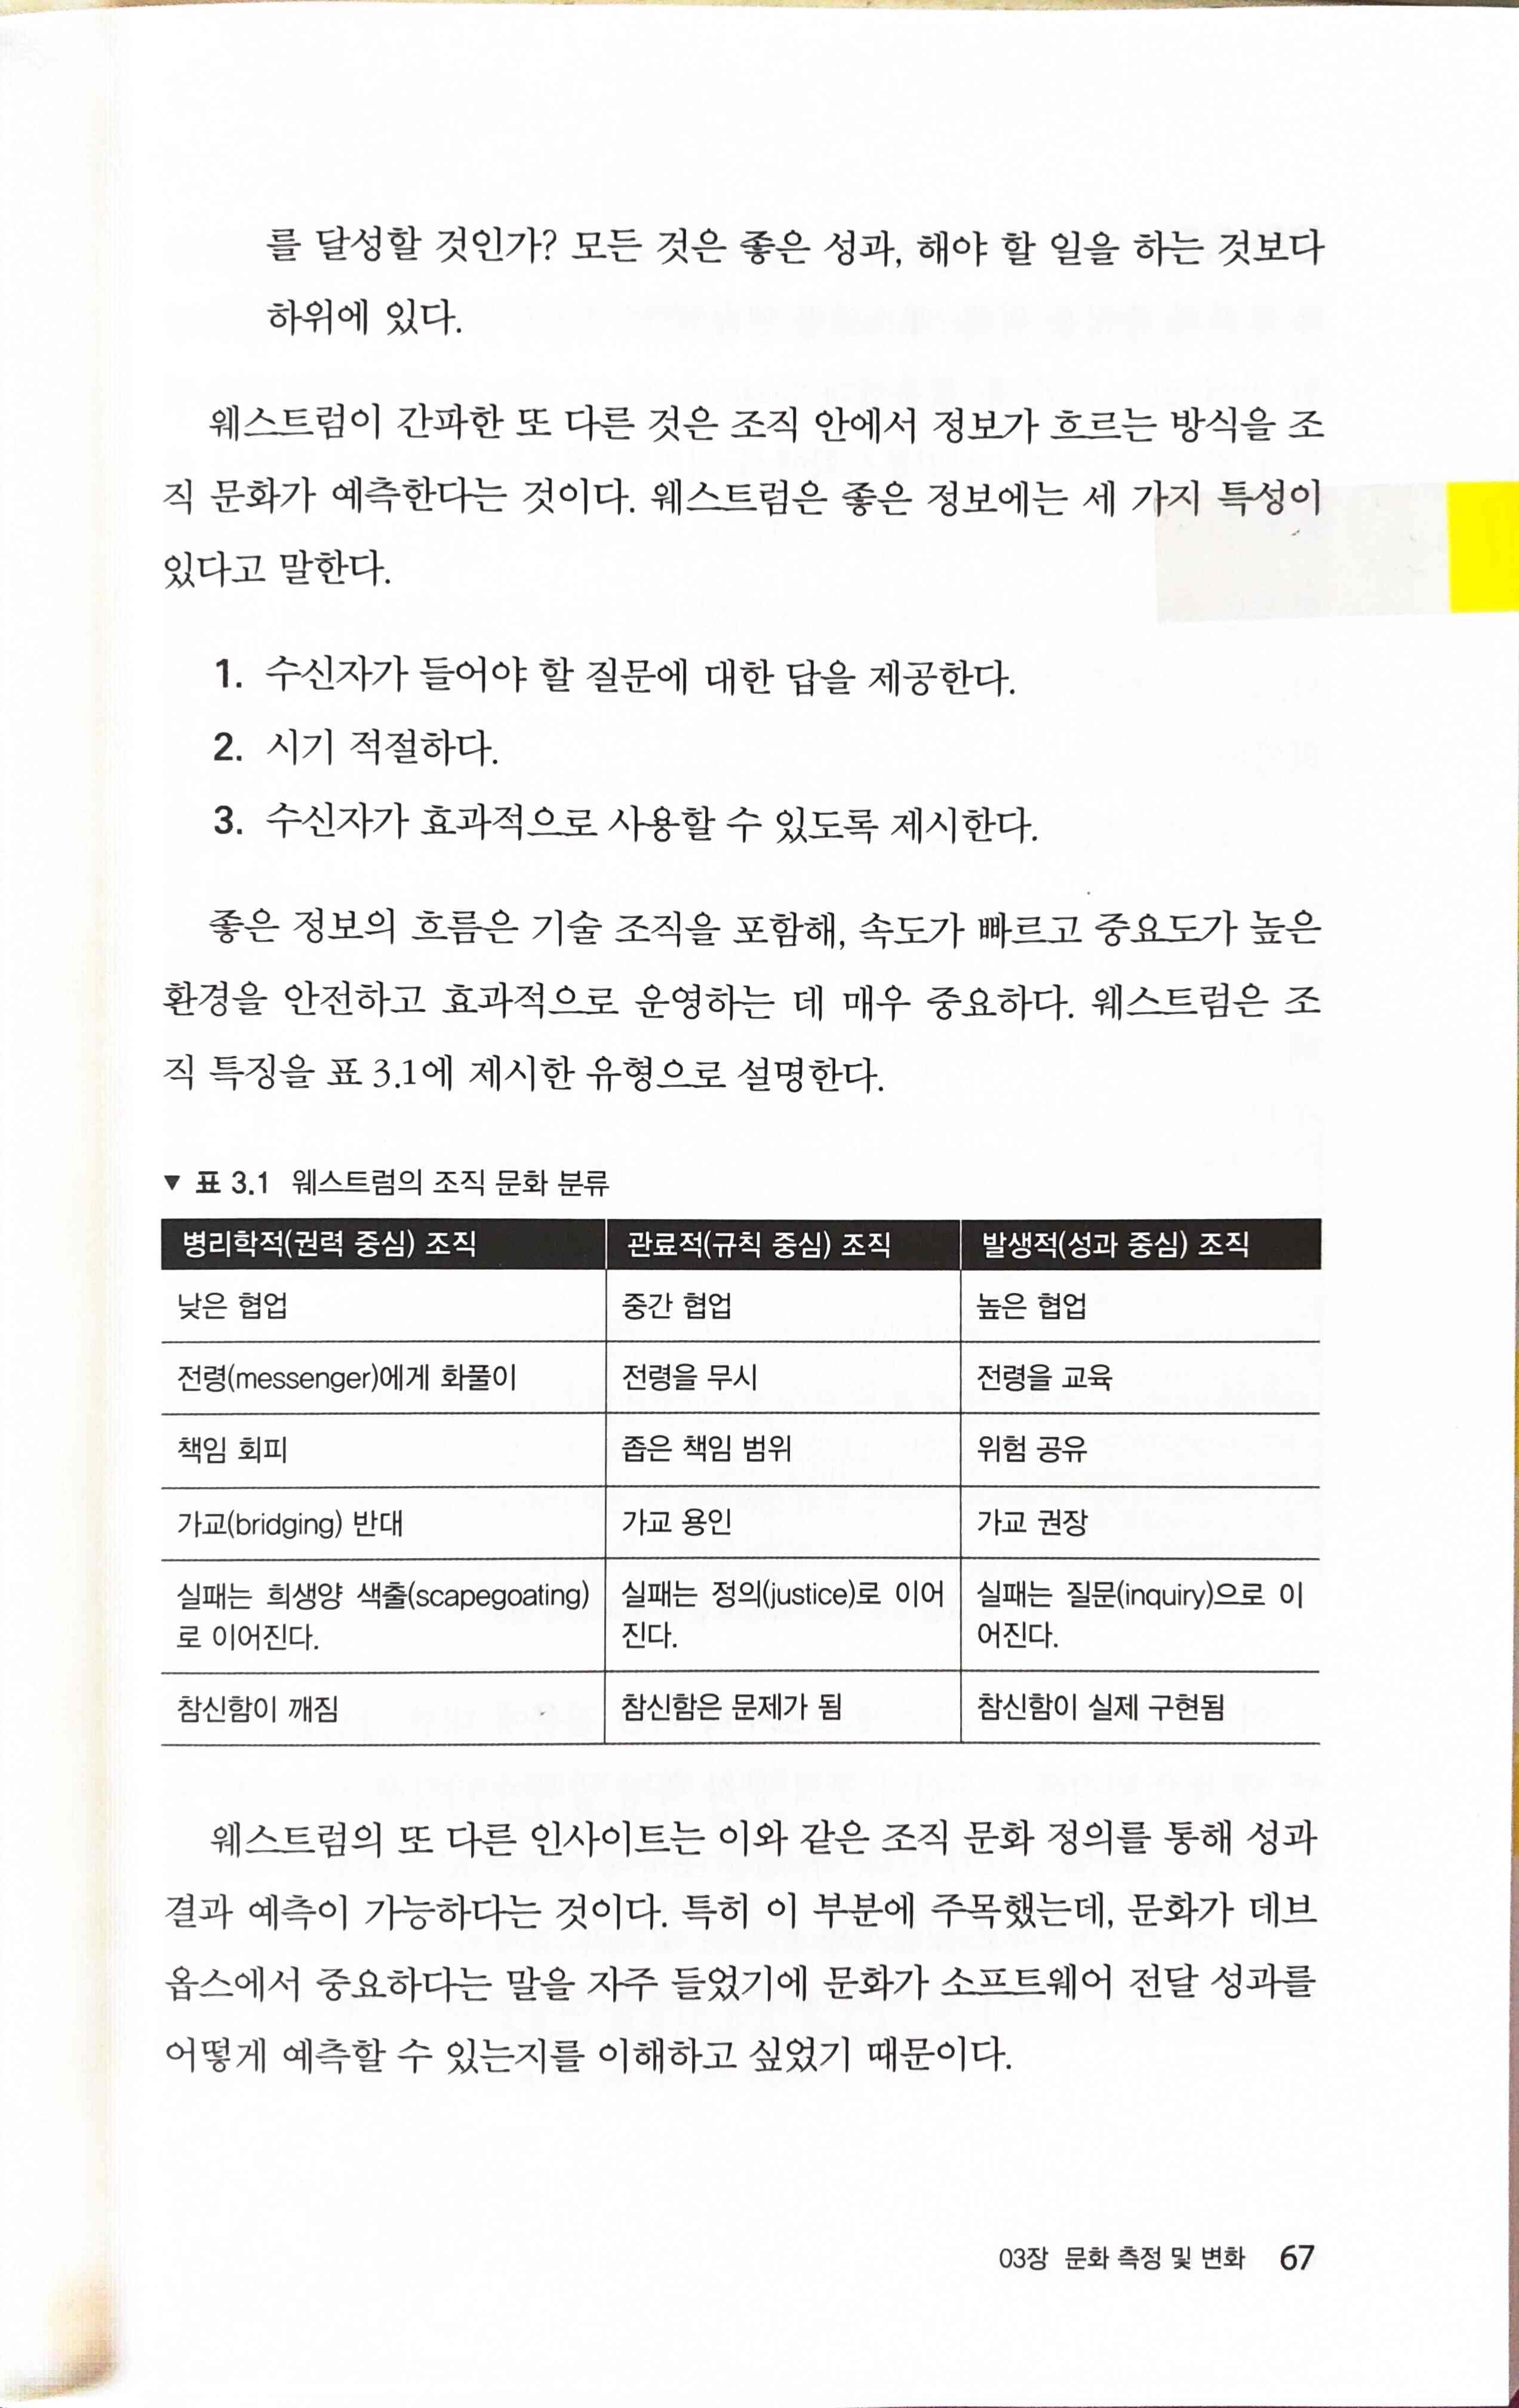 를 달성할 것인가? 모든 것은 좋은 성과, 해야 할 일을 하는 것보다
하위에 있다.
웨스트럼이 간파한 또 다른 것은 조직 안에서 정보가 흐르는 방식을 조
직 문화가 예측한다는 것이다. 웨스트럼은 좋은 정보에는 세 가지 특성이
있다고 말한다.
1. 수신자가 들어야 할 질문에 대한 답을 제공한다.
2. 시기 적절하다.
3. 수신자가 효과적으로 사용할 수 있도록 제시한다.
좋은 정보의 흐름은 기술 조직을 포함해, 속도가 빠르고 중요도가 높은
환경을 안전하고 효과적으로 운영하는 데 매우 중요하다. 웨스트럼은 조
직 특징을 표 3.1에 제시한 유형으로 설명한다.
▼ 표 3.1 웨스트럼의 조직 문화 분류
병리학적(권력 중심) 조직 관료적(규칙 중심) 조직 발생적(성과 중심) 조직
낮은 협업 중간 협업 높은 협업
전령(messenger)에게 화풀이 전령을 무시 전령을 교육
책임 회피 좁은 책임 범위 위험 공유
가교(bridging) 반대 가교 용인 가교 권장
실패는 희생양 색출(scapegoating) 실패는 정의(justice)로 이어 실패는 질문(inquiry)으로 이
로 이어진다. 진다. 어진다.
참신함이 깨짐 참신함은 문제가 됨 참신함이 실제 구현됨
웨스트럼의 또 다른 인사이트는 이와 같은 조직 문화 정의를 통해 성과
결과 예측이 가능하다는 것이다. 특히 이 부분에 주목했는데, 문화가 데브
옵스에서 중요하다는 말을 자주 들었기에 문화가 소프트웨어 전달 성과를
어떻게 예측할 수 있는지를 이해하고 싶었기 때문이다.
03장 문화 측정 및 변화 67